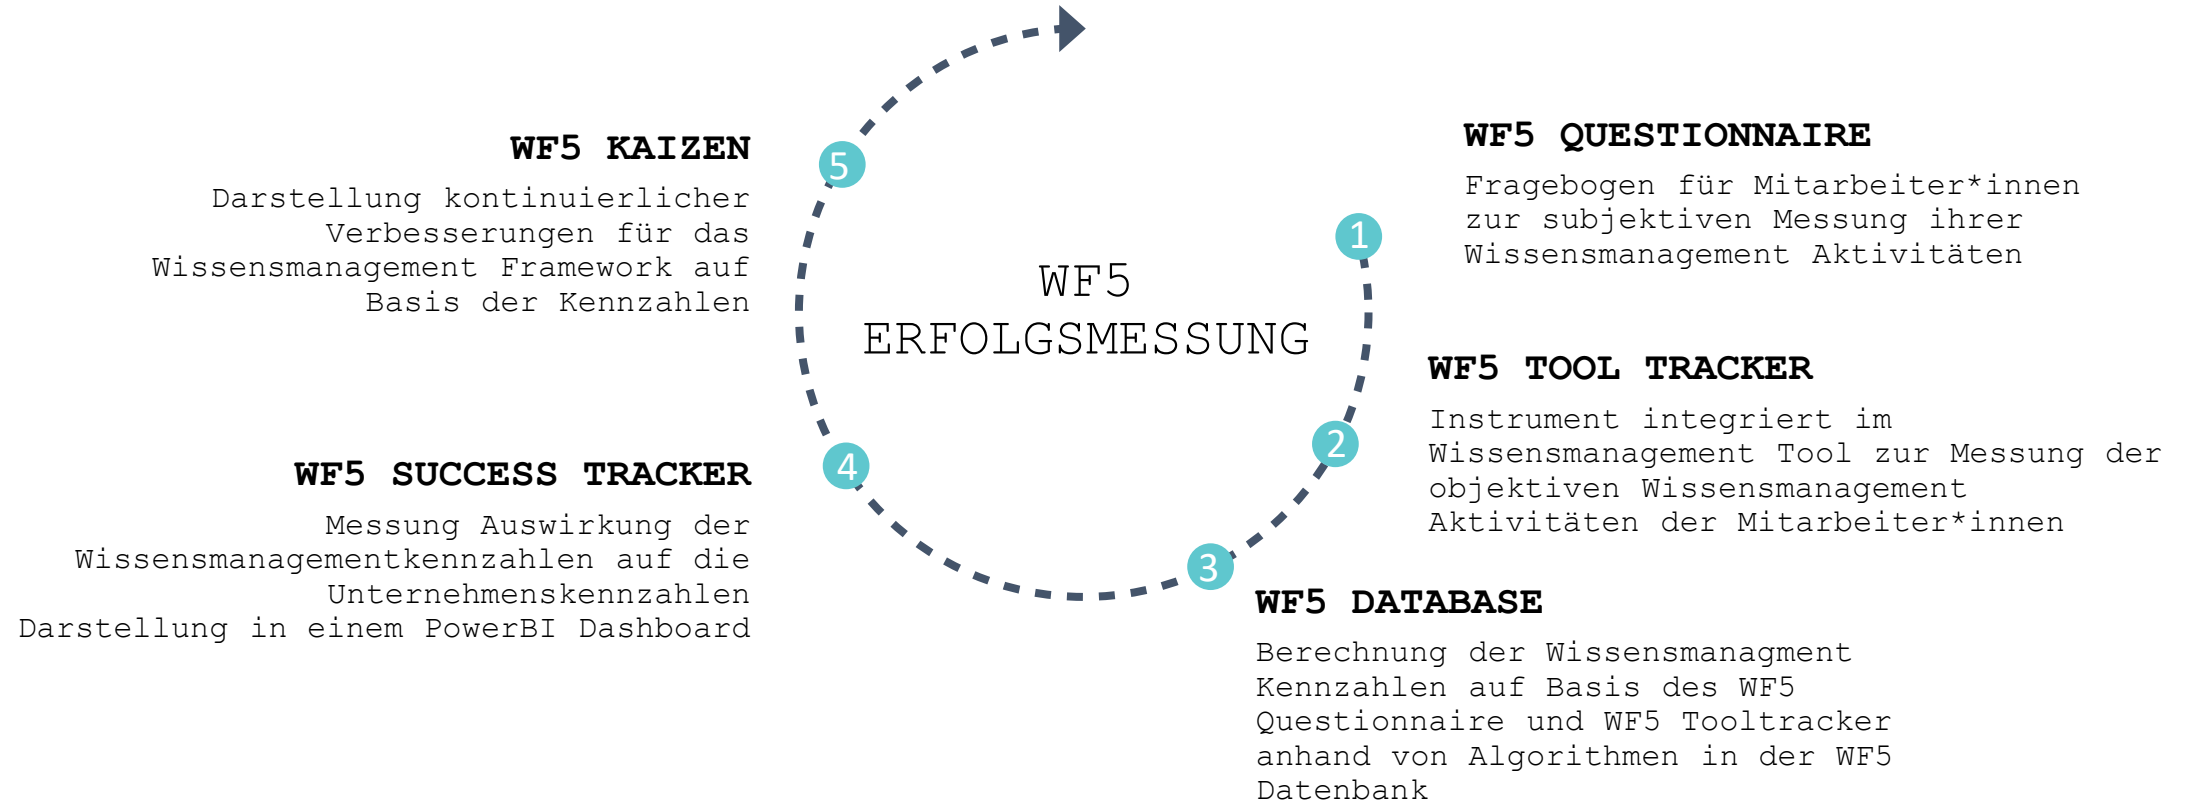 WF5
ERFOLGSMESSUNG
1
WF5 QUESTIONNAIRE
Fragebogen für Mitarbeiter*innen
zur subjektiven Messung ihrer
Wissensmanagement Aktivitäten
2
WF5 TOOL TRACKER
Instrument integriert im
Wissensmanagement Tool zur Messung der
objektiven Wissensmanagement
Aktivitäten der Mitarbeiter*innen
3
WF5 DATABASE
Berechnung der Wissensmanagment
Kennzahlen auf Basis des WF5
Questionnaire und WF5 Tooltracker
anhand von Algorithmen in der WF5
Datenbank
4
WF5 SUCCESS TRACKER
Messung Auswirkung der
Wissensmanagementkennzahlen auf die
Unternehmenskennzahlen
Darstellung in einem PowerBI Dashboard
5
WF5 KAIZEN
Darstellung kontinuierlicher
Verbesserungen für das
Wissensmanagement Framework auf
Basis der Kennzahlen